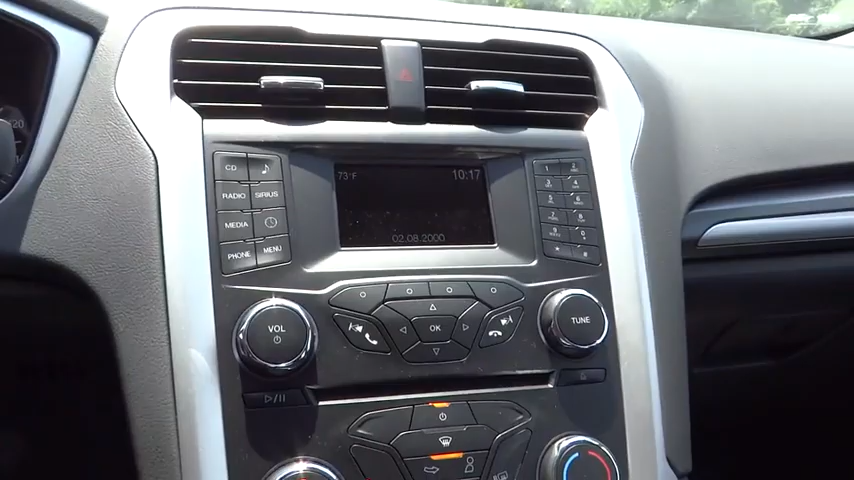 120
73°F 10:17
02.08.2000
CD
RADIO SIRIUS
MEDIA
PHONE MENU
1 2
3 4
5 6
7 8
9 0
* #
VOL
OK
TUNE
R